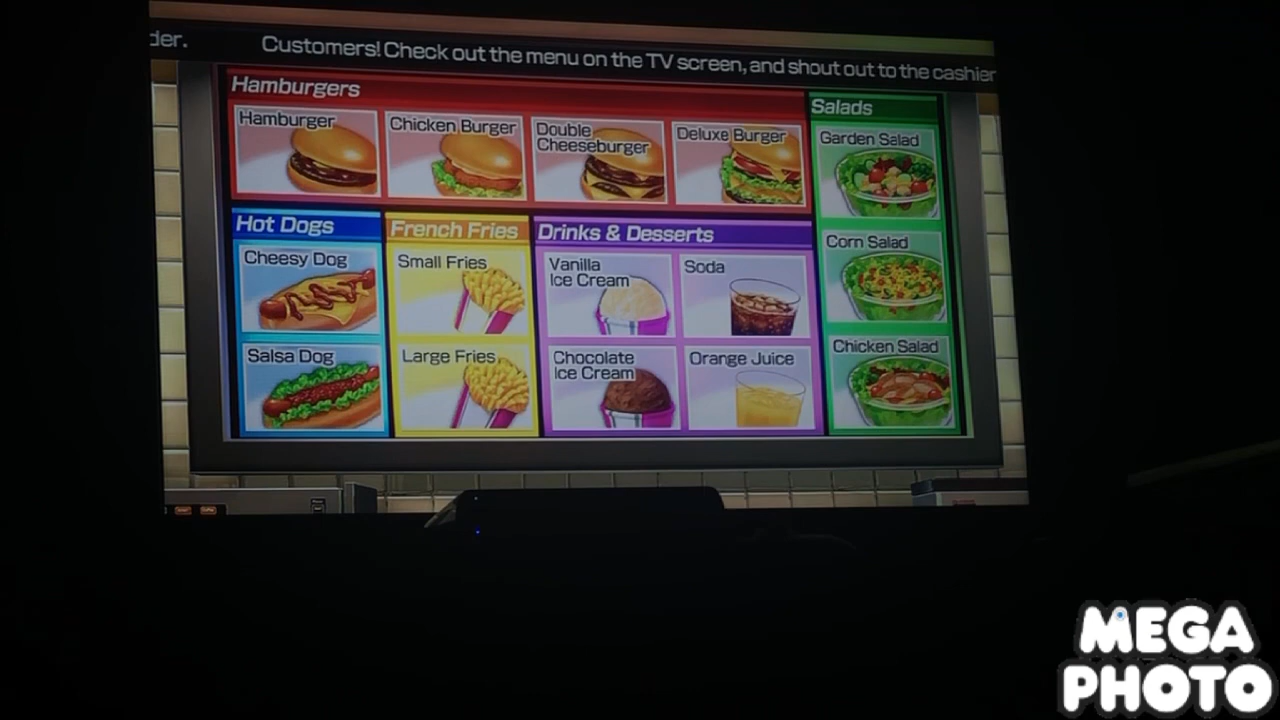 der. Customers! Check out the menu on the TV screen, and shout out to the cashier
Hamburgers
Hamburger
Chicken Burger
Double
Cheeseburger
Deluxe Burger
Salads
Garden Salad
Corn Salad
Chicken Salad
Hot Dogs
Cheesy Dog
Salsa Dog
French Fries
Small Fries
Large Fries
Drinks & Desserts
Vanilla
Ice Cream
Soda
Chocolate
Ice Cream
Orange Juice
MEGA
PHOTO